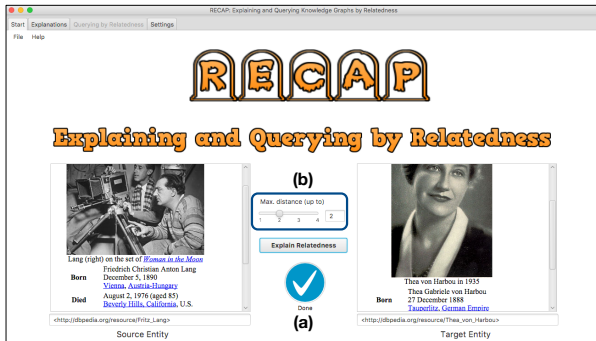 RECAP: Explaining and Querying Knowledge Graphs by Relatedness
Start Explanations Querying by Relatedness Settings
File Help
RECAP
Explaining and Querying by Relatedness
Lang (right) on the set of Woman in the Moon
Born
Friedrich Christian Anton Lang
December 5, 1890
Vienna, Austria-Hungary
Died
August 2, 1976 (aged 85)
Beverly Hills, California, U.S.
<http://dbpedia.org/resource/Fritz_Lang>
Source Entity
(b)
Max. distance (up to)
1 2 3 4
2
Explain Relatedness
Done
(a)
Thea von Harbou in 1935
Born
Thea Gabriele von Harbou
27 December 1888
Tauperlitz, German Empire
<http://dbpedia.org/resource/Thea_von_Harbou>
Target Entity